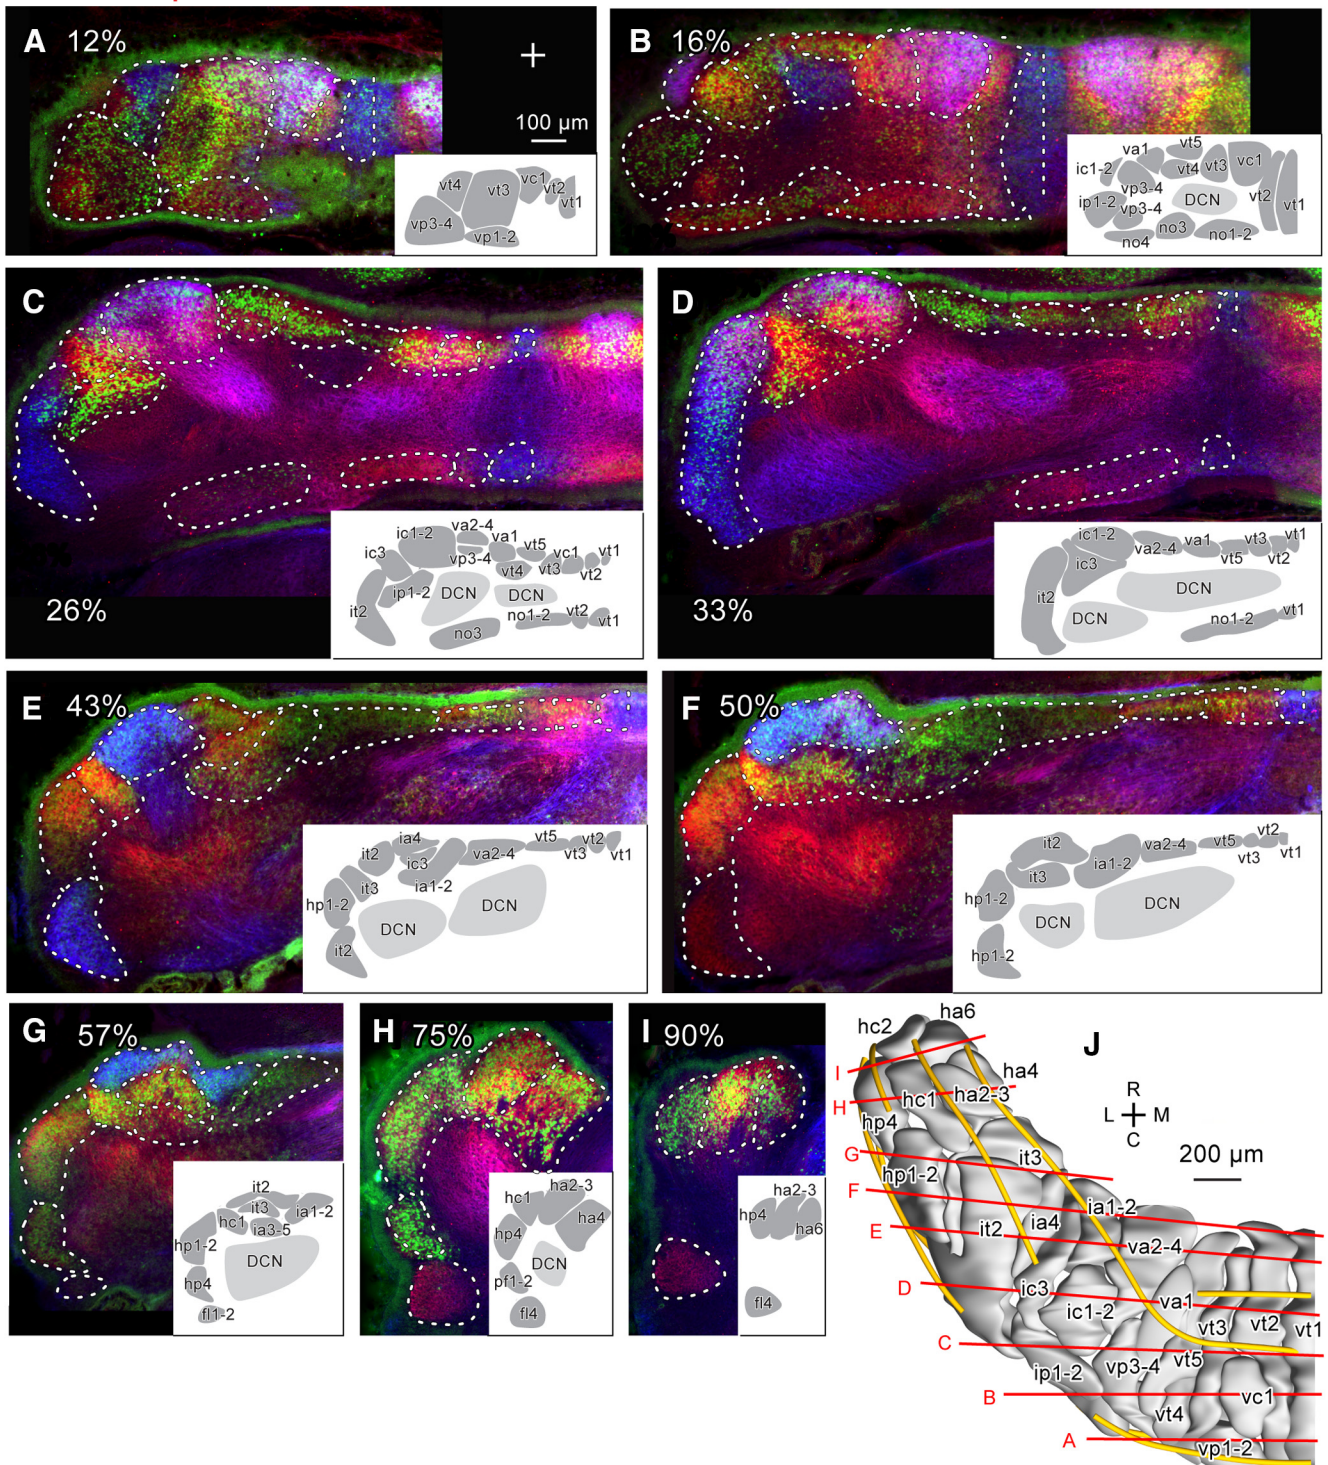 A 12%
100 µm
vt4 vt3 vc1 vt2 vt1
vp3-4 vp1-2
B 16%
vt5
va1 vc1
ic1-2 vt4 vt3
vp3-4
ip1-2 vp3-4 DCN vt2 vt1
no4 no3 no1-2
C
26%
va2-4
ic1-2 va1
ic3 vp3-4 vt5 vc1 vt1
vt4 vt3 vt2
ip1-2 DCN DCN
it2 no1-2 vt2 vt1
no3
D
33%
ic1-2 va1 vt3 vt1
va2-4 vt5 vt2
ic3
it2 DCN
DCN no1-2 vt1
E 43%
ia4 vt5 vt2
it2 ic3 va2-4 vt3 vt1
it3 ia1-2
hp1-2
DCN DCN
it2
F 50%
it2 va2-4 vt5 vt2
it3 ia1-2 vt3 vt1
hp1-2
DCN DCN
hp1-2
G 57%
it2
it3 ia1-2
hc1 ia3-5
hp1-2 DCN
hp4
fl1-2
H 75%
ha2-3
hc1
hp4 ha4
DCN
pf1-2
fl4
I 90%
ha2-3
hp4 ha6
fl4
J
hc2 ha6
I ha4
H hc1 ha2-3
hp4
R
L M
C
200 µm
G it3
hp1-2
F ia1-2
E it2 ia4 va2-4
D ic3 va1
ic1-2 vt3 vt2 vt1
C vt5
ip1-2 vp3-4
B vc1
vt4
A vp1-2